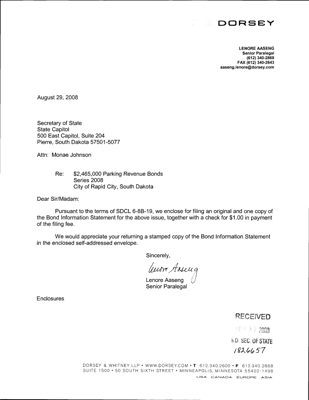 DORSEY
LENORE AASENG
Senior Paralegal
(612) 340-2869
FAX (612) 340-2643
aaseng.lenore@dorsey.com
August 29, 2008
Secretary of State
State Capitol
500 East Capitol, Suite 204
Pierre, South Dakota 57501-5077
Attn: Monae Johnson
Re: $2,465,000 Parking Revenue Bonds
Series 2008
City of Rapid City, South Dakota
Dear Sir/Madam:
Pursuant to the terms of SDCL 6-8B-19, we enclose for filing an original and one copy of
the Bond Information Statement for the above issue, together with a check for $1.00 in payment
of the filing fee.
We would appreciate your returning a stamped copy of the Bond Information Statement
in the enclosed self-addressed envelope.
Sincerely,
Lenore Aaseng
Lenore Aaseng
Senior Paralegal
Enclosures
RECEIVED
2008
SEC. OF STATE
1826657
DORSEY & WHITNEY LLP • WWW.DORSEY.COM • T 612.340.2600 • F 612.340.2868
SUITE 1500 • 50 SOUTH SIXTH STREET • MINNEAPOLIS, MINNESOTA 55402-1498
USA CANADA EUROPE ASIA